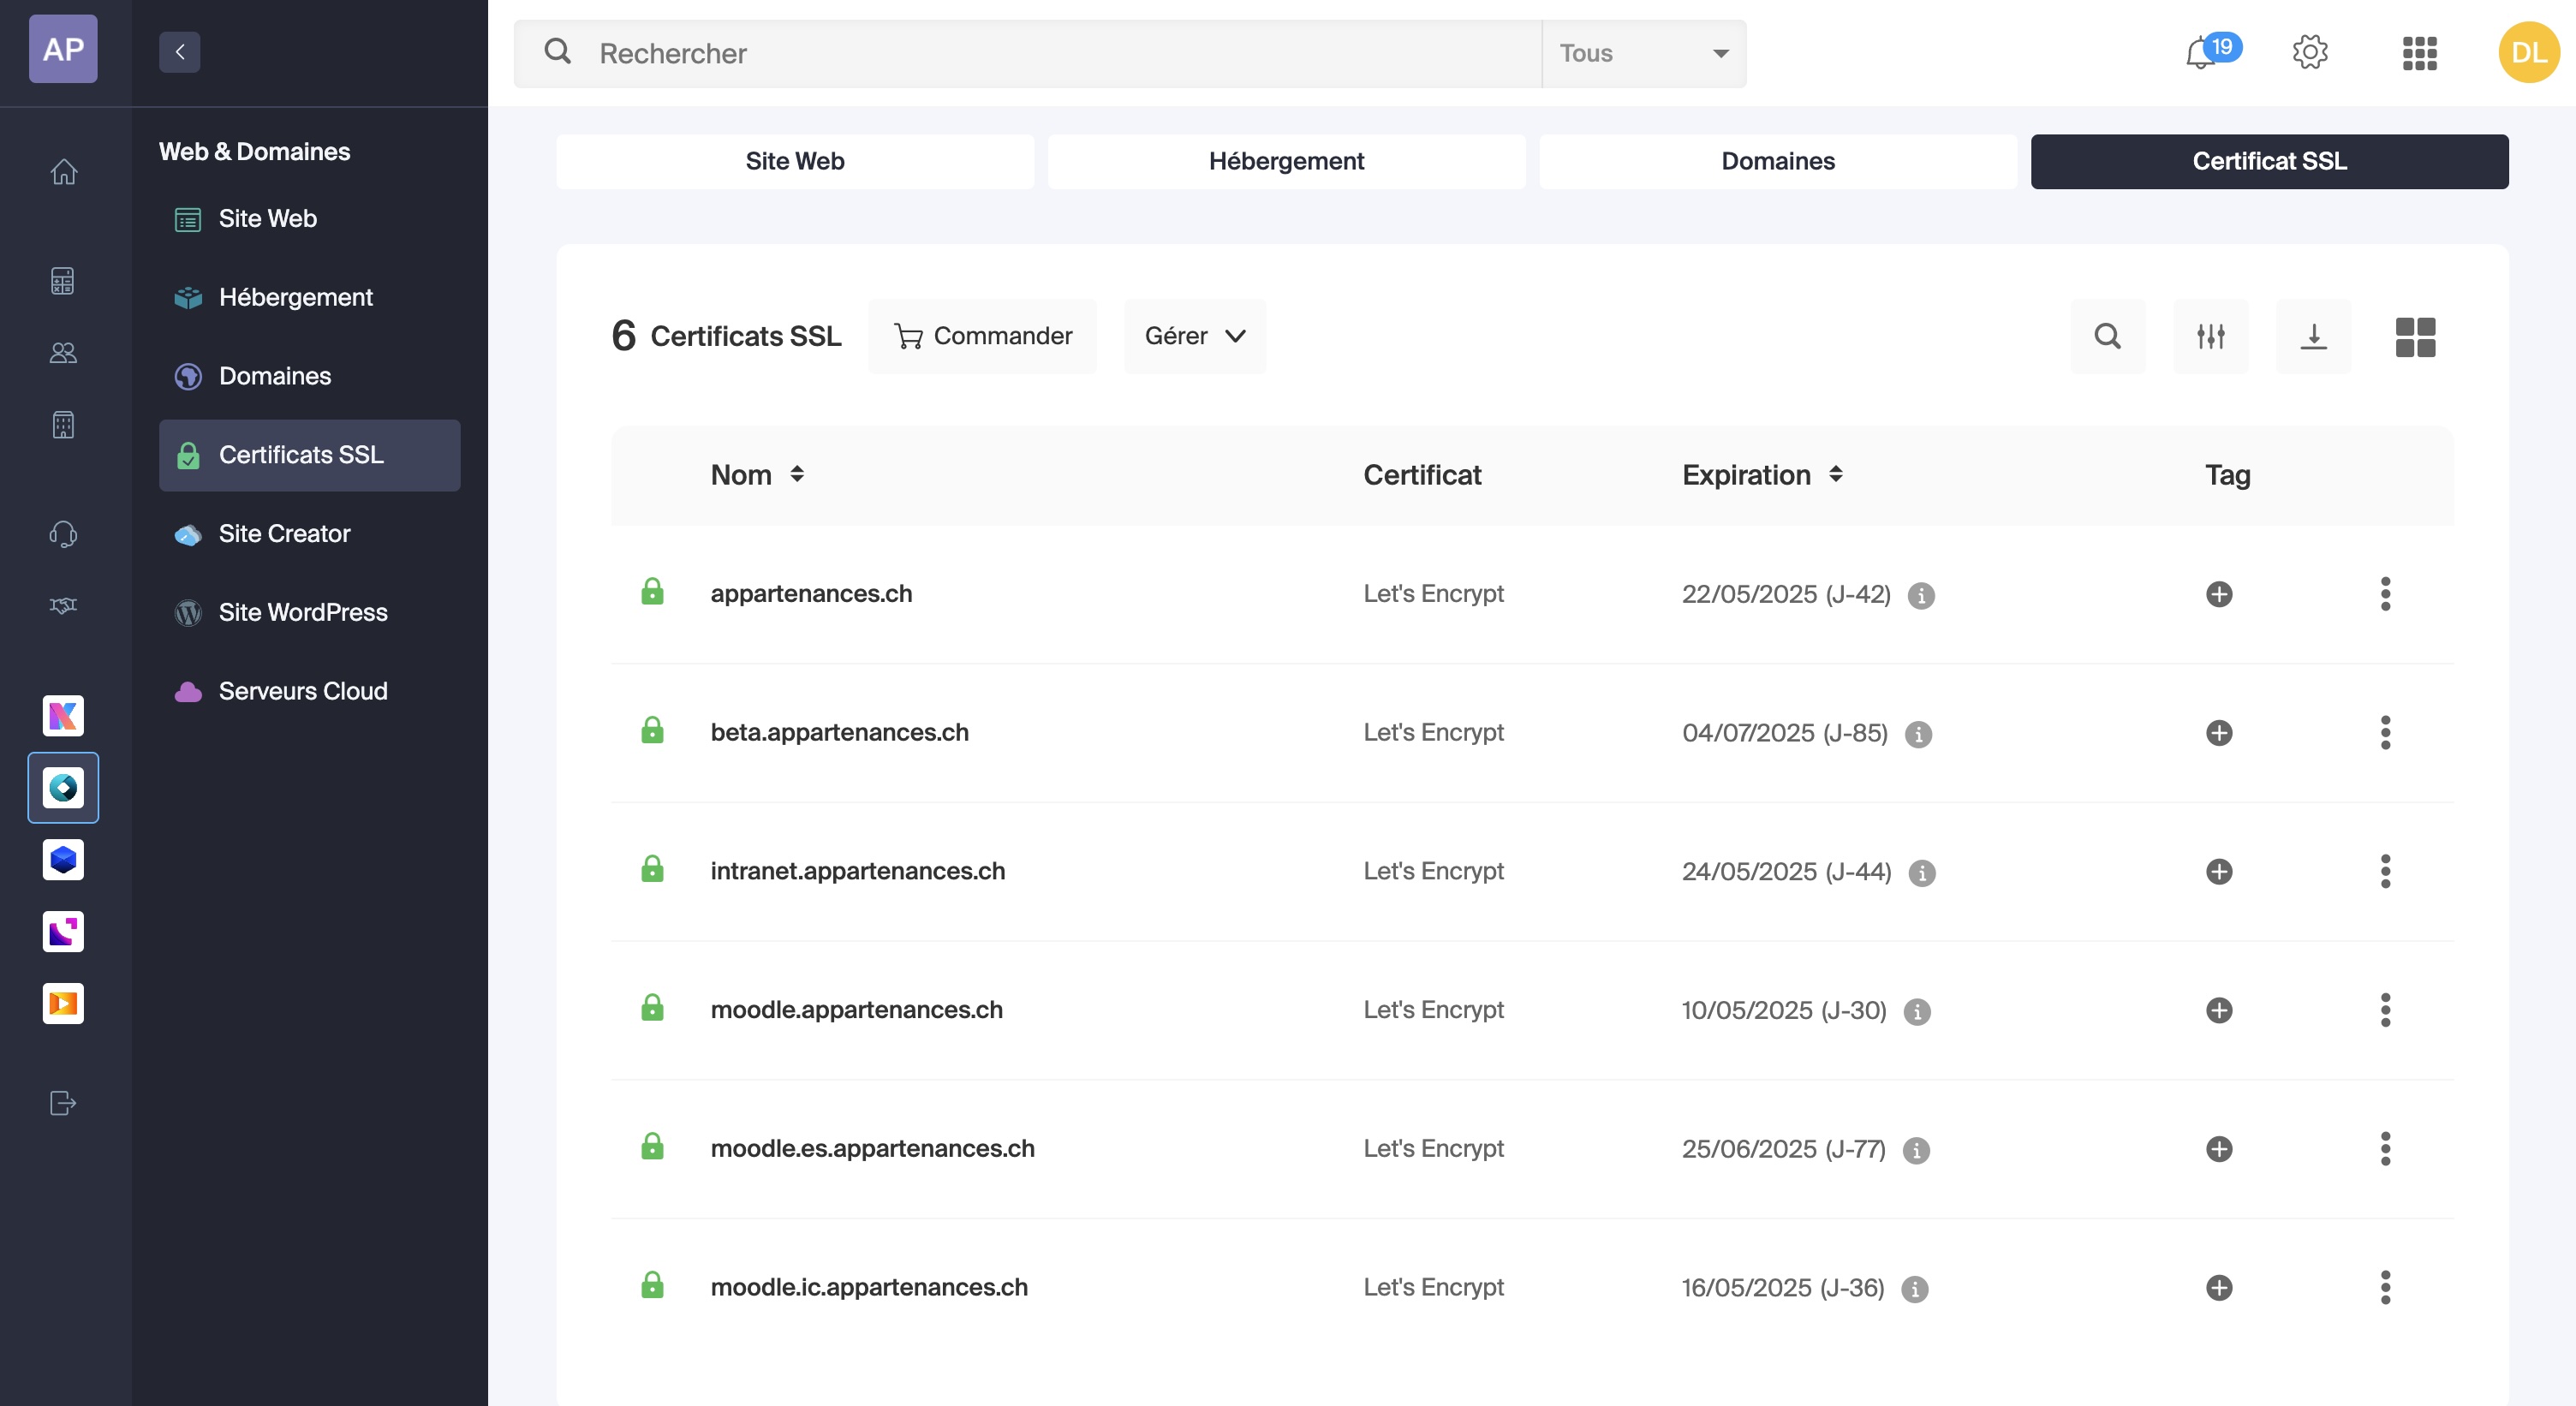 AP
Rechercher
Tous
19
DL
Web & Domaines
Site Web
Hébergement
Domaines
Certificats SSL
Site Creator
Site WordPress
Serveurs Cloud
Site Web
Hébergement
Domaines
Certificat SSL
6 Certificats SSL
Commander
Gérer
Nom Certificat Expiration Tag
appartenances.ch Let's Encrypt 22/05/2025 (J-42)
beta.appartenances.ch Let's Encrypt 04/07/2025 (J-85)
intranet.appartenances.ch Let's Encrypt 24/05/2025 (J-44)
moodle.appartenances.ch Let's Encrypt 10/05/2025 (J-30)
moodle.es.appartenances.ch Let's Encrypt 25/06/2025 (J-77)
moodle.ic.appartenances.ch Let's Encrypt 16/05/2025 (J-36)